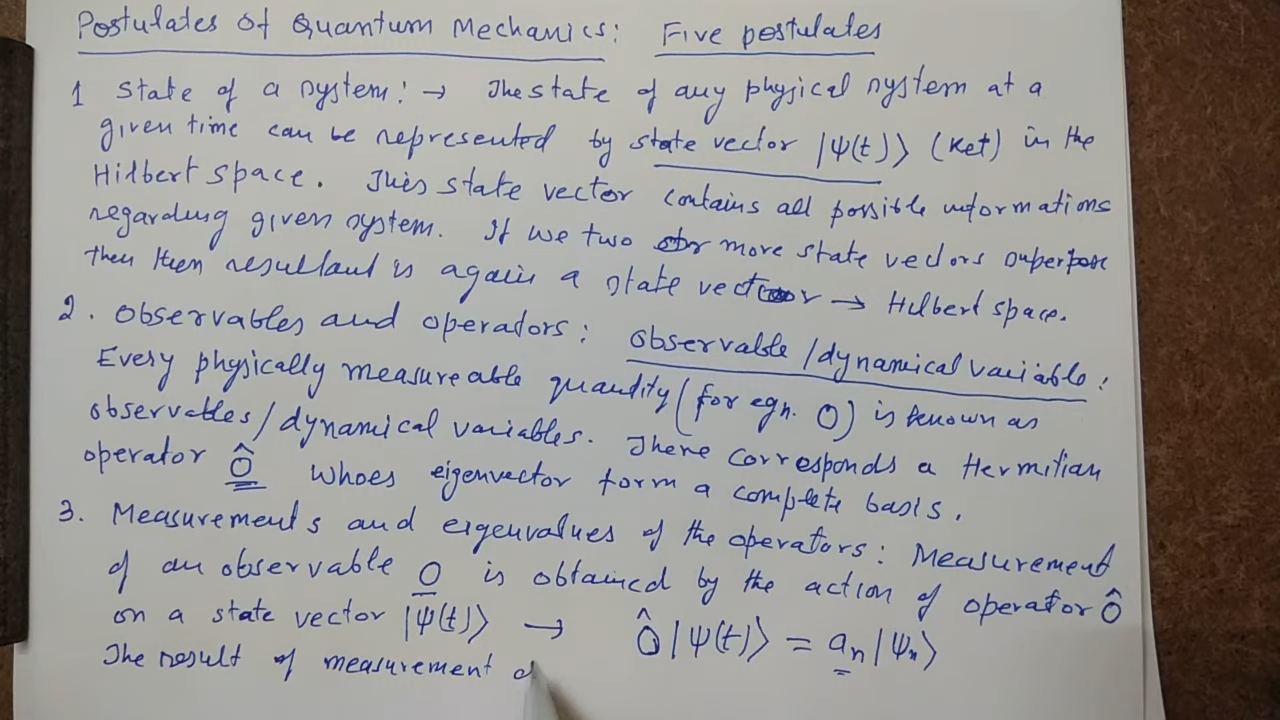 Postulates of Quantum Mechanics: Five postulates
1 State of a system: → The state of any physical system at a
given time can be represented by state vector |Ψ(t)⟩ (Ket) in the
Hilbert space. This state vector contains all possible informations
regarding given system. If we two or more state vectors superpose
then then resultant is again a state vector → Hilbert space.
2. Observables and operators: Observable/dynamical variable:
Every physically measureable quantity (for egn. O) is known as
observables/dynamical variables. There corresponds a Hermitian
operator Ô whoes eigenvector form a complete basis.
3. Measurements and eigenvalues of the operators: Measurement
of an observable O is obtained by the action of operator Ô
on a state vector |Ψ(t)⟩ → Ô|Ψ(t)⟩ = aₙ|Ψₙ⟩
The result of measurement